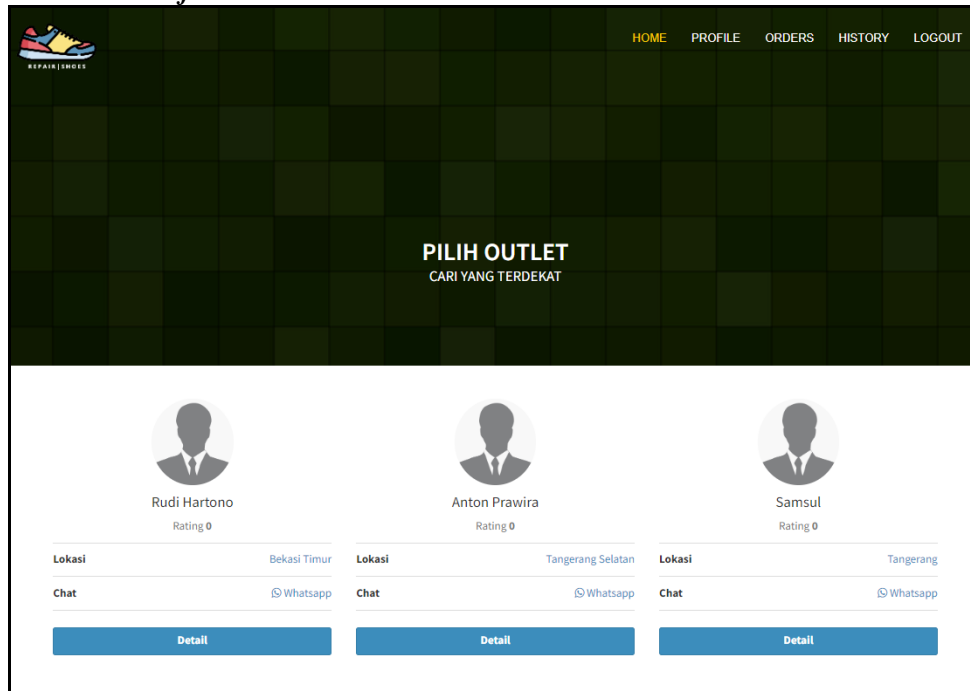 REPAIR|SHOES
HOME PROFILE ORDERS HISTORY LOGOUT
PILIH OUTLET
CARI YANG TERDEKAT
Rudi Hartono
Rating 0
Lokasi Bekasi Timur
Chat Whatsapp
Detail
Anton Prawira
Rating 0
Lokasi Tangerang Selatan
Chat Whatsapp
Detail
Samsul
Rating 0
Lokasi Tangerang
Chat Whatsapp
Detail